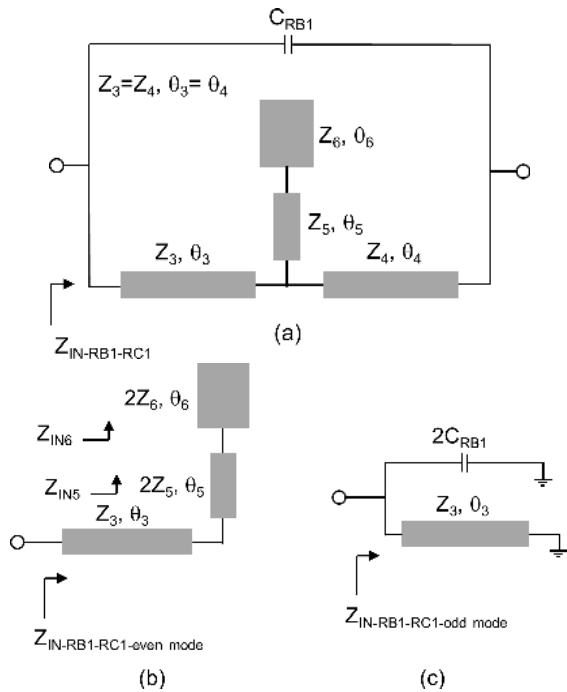 C_RB1
Z_3=Z_4, θ_3= θ_4
Z_6, θ_6
Z_5, θ_5
Z_3, θ_3
Z_4, θ_4
Z_IN-RB1-RC1
(a)
2Z_6, θ_6
Z_IN6
Z_IN5
2Z_5, θ_5
Z_3, θ_3
Z_IN-RB1-RC1-even mode
(b)
2C_RB1
Z_3, θ_3
Z_IN-RB1-RC1-odd mode
(c)